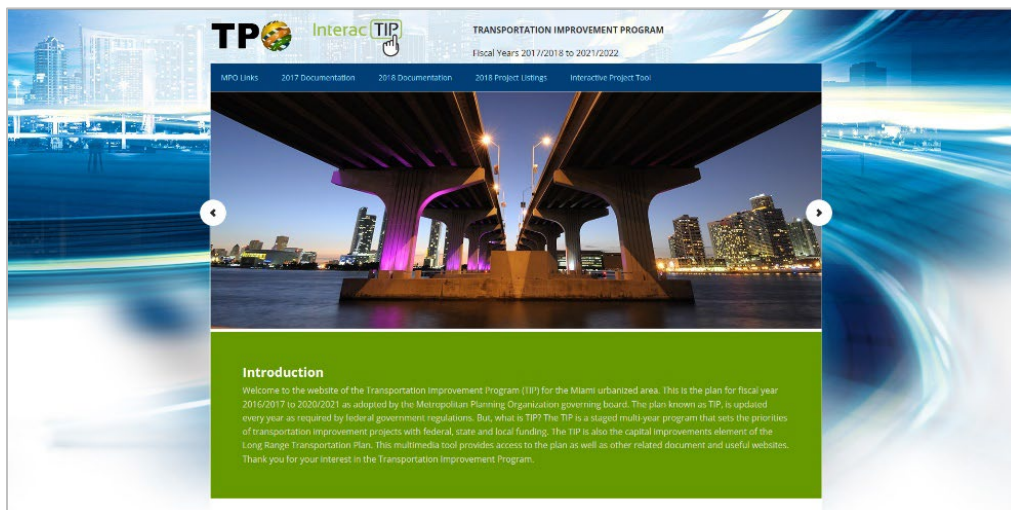 TPO Interac TIP
TRANSPORTATION IMPROVEMENT PROGRAM
Fiscal Years 2017/2018 to 2021/2022
MPO Links 2017 Documentation 2018 Documentation 2018 Project Listings Interactive Project Tool
Introduction
Welcome to the website of the Transportation Improvement Program (TIP) for the Miami urbanized area. This is the plan for fiscal year
2016/2017 to 2020/2021 as adopted by the Metropolitan Planning Organization governing board. The plan known as TIP, is updated
every year as required by federal government regulations. But, what is TIP? The TIP is a staged multi-year program that sets the priorities
of transportation improvement projects with federal, state and local funding. The TIP is also the capital improvements element of the
Long Range Transportation Plan. This multimedia tool provides access to the plan as well as other related document and useful websites.
Thank you for your interest in the Transportation Improvement Program.